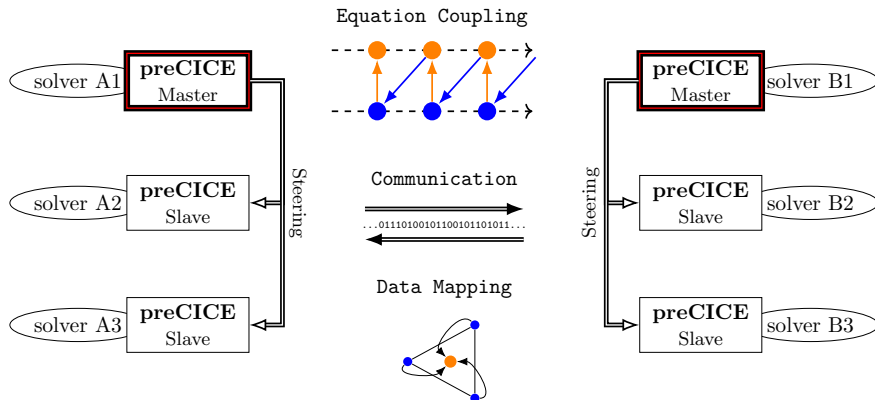 Equation Coupling
solver A1
preCICE
Master
preCICE
Master
solver B1
Steering
Communication
Steering
solver A2
preCICE
Slave
...011101001011001011011011...
preCICE
Slave
solver B2
Data Mapping
solver A3
preCICE
Slave
preCICE
Slave
solver B3